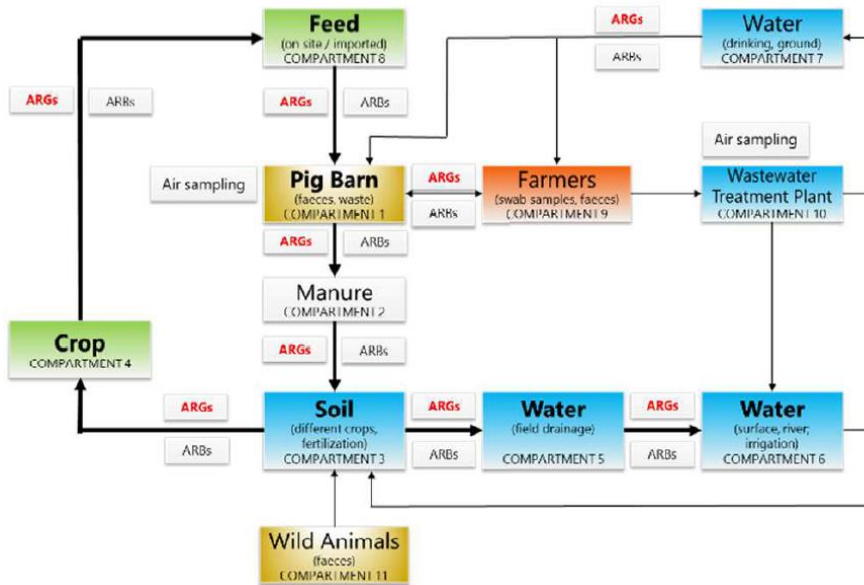 Feed
(on site / imported)
COMPARTMENT 8
Water
(drinking, ground)
COMPARTMENT 7
ARGs
ARBs
ARGs
ARBs
ARGs
ARBs
Air sampling
Pig Barn
(faeces, waste)
COMPARTMENT 1
ARGs
ARBs
Farmers
(swab samples, faeces)
COMPARTMENT 9
Air sampling
Wastewater
Treatment Plant
COMPARTMENT 10
ARGs
ARBs
Manure
COMPARTMENT 2
ARGs
ARBs
Crop
COMPARTMENT 4
ARGs
ARBs
Soil
(different crops,
fertilization)
COMPARTMENT 3
ARGs
ARBs
Water
(field drainage)
COMPARTMENT 5
ARGs
ARBs
Water
(surface, river,
irrigation)
COMPARTMENT 6
Wild Animals
(faeces)
COMPARTMENT 11